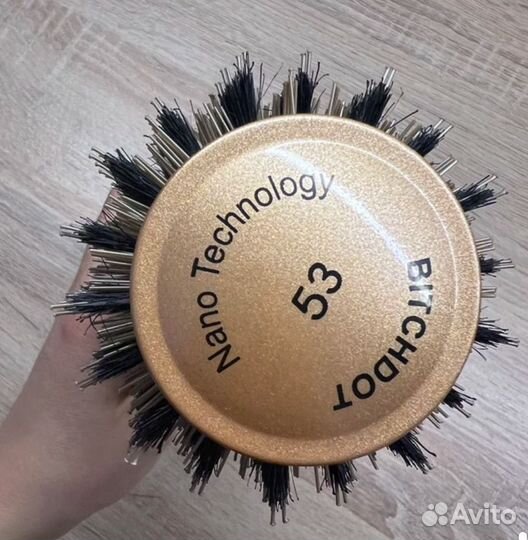 Nano Technology
53
BITCHDOT
Avito